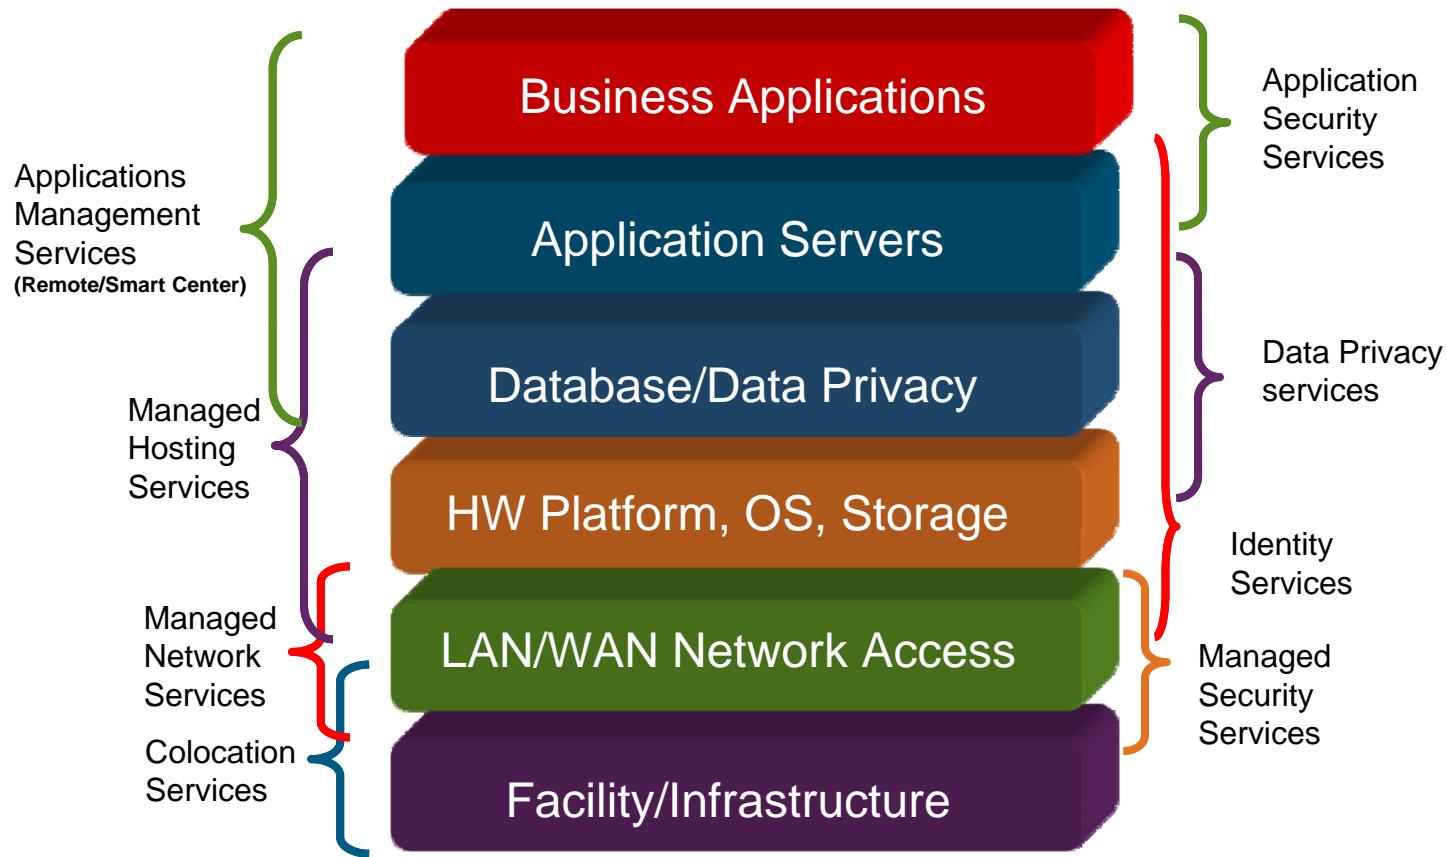 Business Applications
Application Servers
Database/Data Privacy
HW Platform, OS, Storage
LAN/WAN Network Access
Facility/Infrastructure
Applications
Management
Services
(Remote/Smart Center)
Managed
Hosting
Services
Managed
Network
Services
Colocation
Services
Application
Security
Services
Data Privacy
services
Identity
Services
Managed
Security
Services